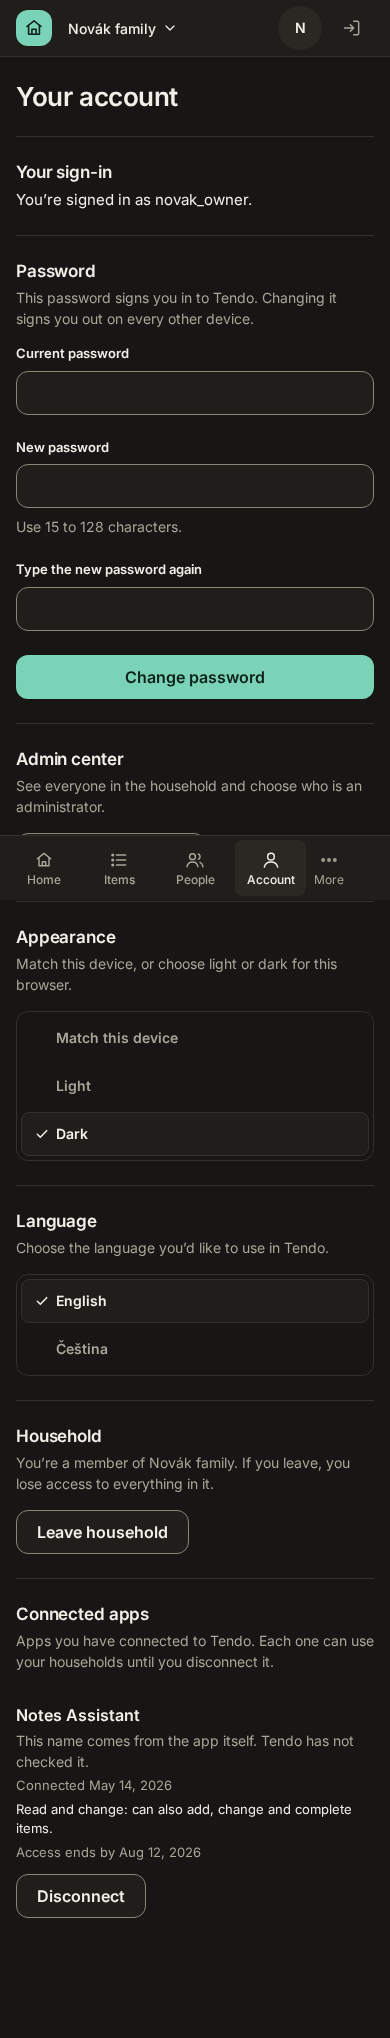 Novák family
N
Your account
Your sign-in
You’re signed in as novak_owner.
Password
This password signs you in to Tendo. Changing it
signs you out on every other device.
Current password
New password
Use 15 to 128 characters.
Type the new password again
Change password
Admin center
See everyone in the household and choose who is an
administrator.
Home
Items
People
Account
More
Appearance
Match this device, or choose light or dark for this
browser.
Match this device
Light
Dark
Language
Choose the language you’d like to use in Tendo.
English
Čeština
Household
You’re a member of Novák family. If you leave, you
lose access to everything in it.
Leave household
Connected apps
Apps you have connected to Tendo. Each one can use
your households until you disconnect it.
Notes Assistant
This name comes from the app itself. Tendo has not
checked it.
Connected May 14, 2026
Read and change: can also add, change and complete
items.
Access ends by Aug 12, 2026
Disconnect